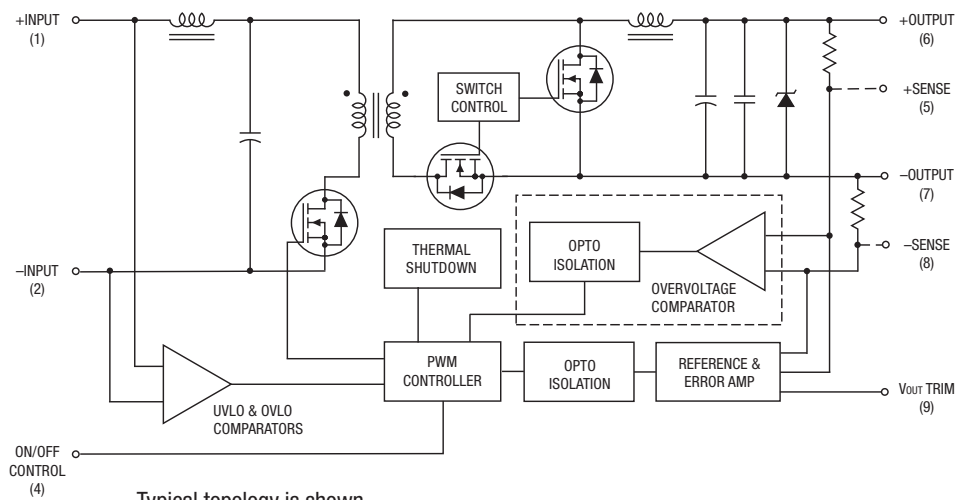 +INPUT
(1)
+OUTPUT
(6)
SWITCH
CONTROL
+SENSE
(5)
–OUTPUT
(7)
–INPUT
(2)
THERMAL
SHUTDOWN
OPTO
ISOLATION
OVERVOLTAGE
COMPARATOR
–SENSE
(8)
PWM
CONTROLLER
OPTO
ISOLATION
REFERENCE &
ERROR AMP
VOUT TRIM
(9)
UVLO & OVLO
COMPARATORS
ON/OFF
CONTROL
(4)
Typical topology is shown